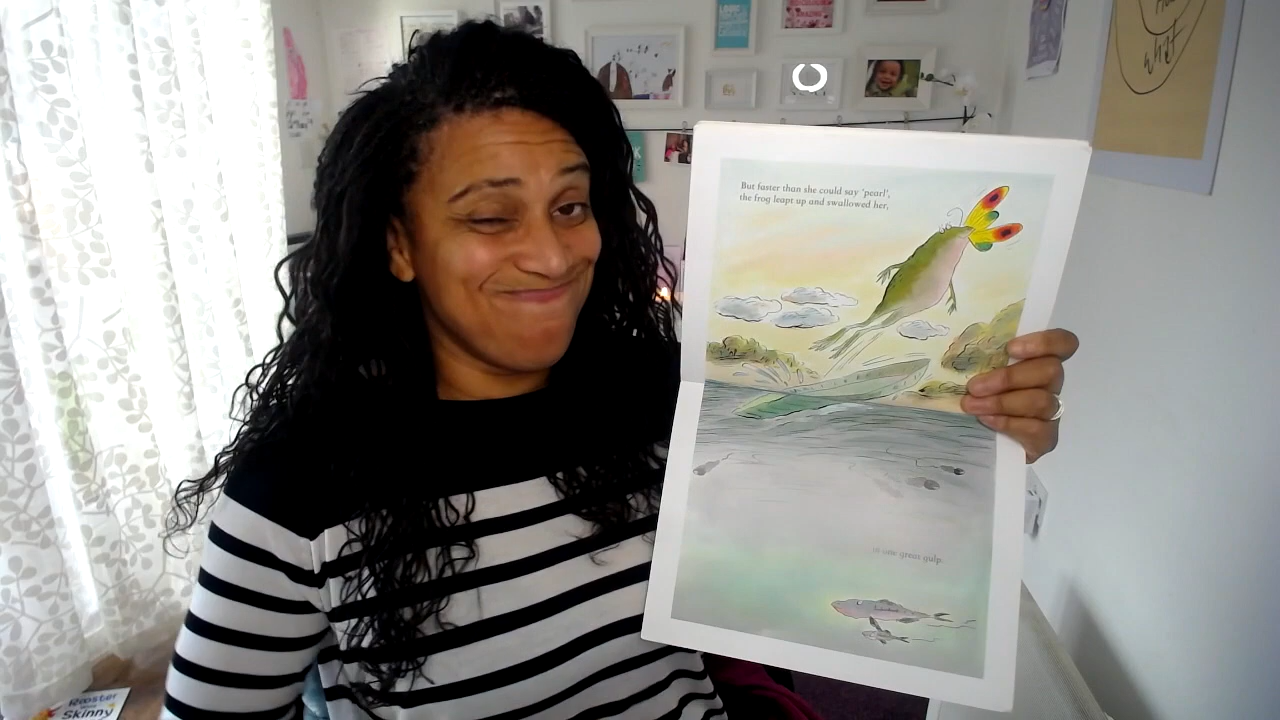 what
But faster than she could say 'pearl',
the frog leapt up and swallowed her,
in one great gulp.
Rooster
Skinny